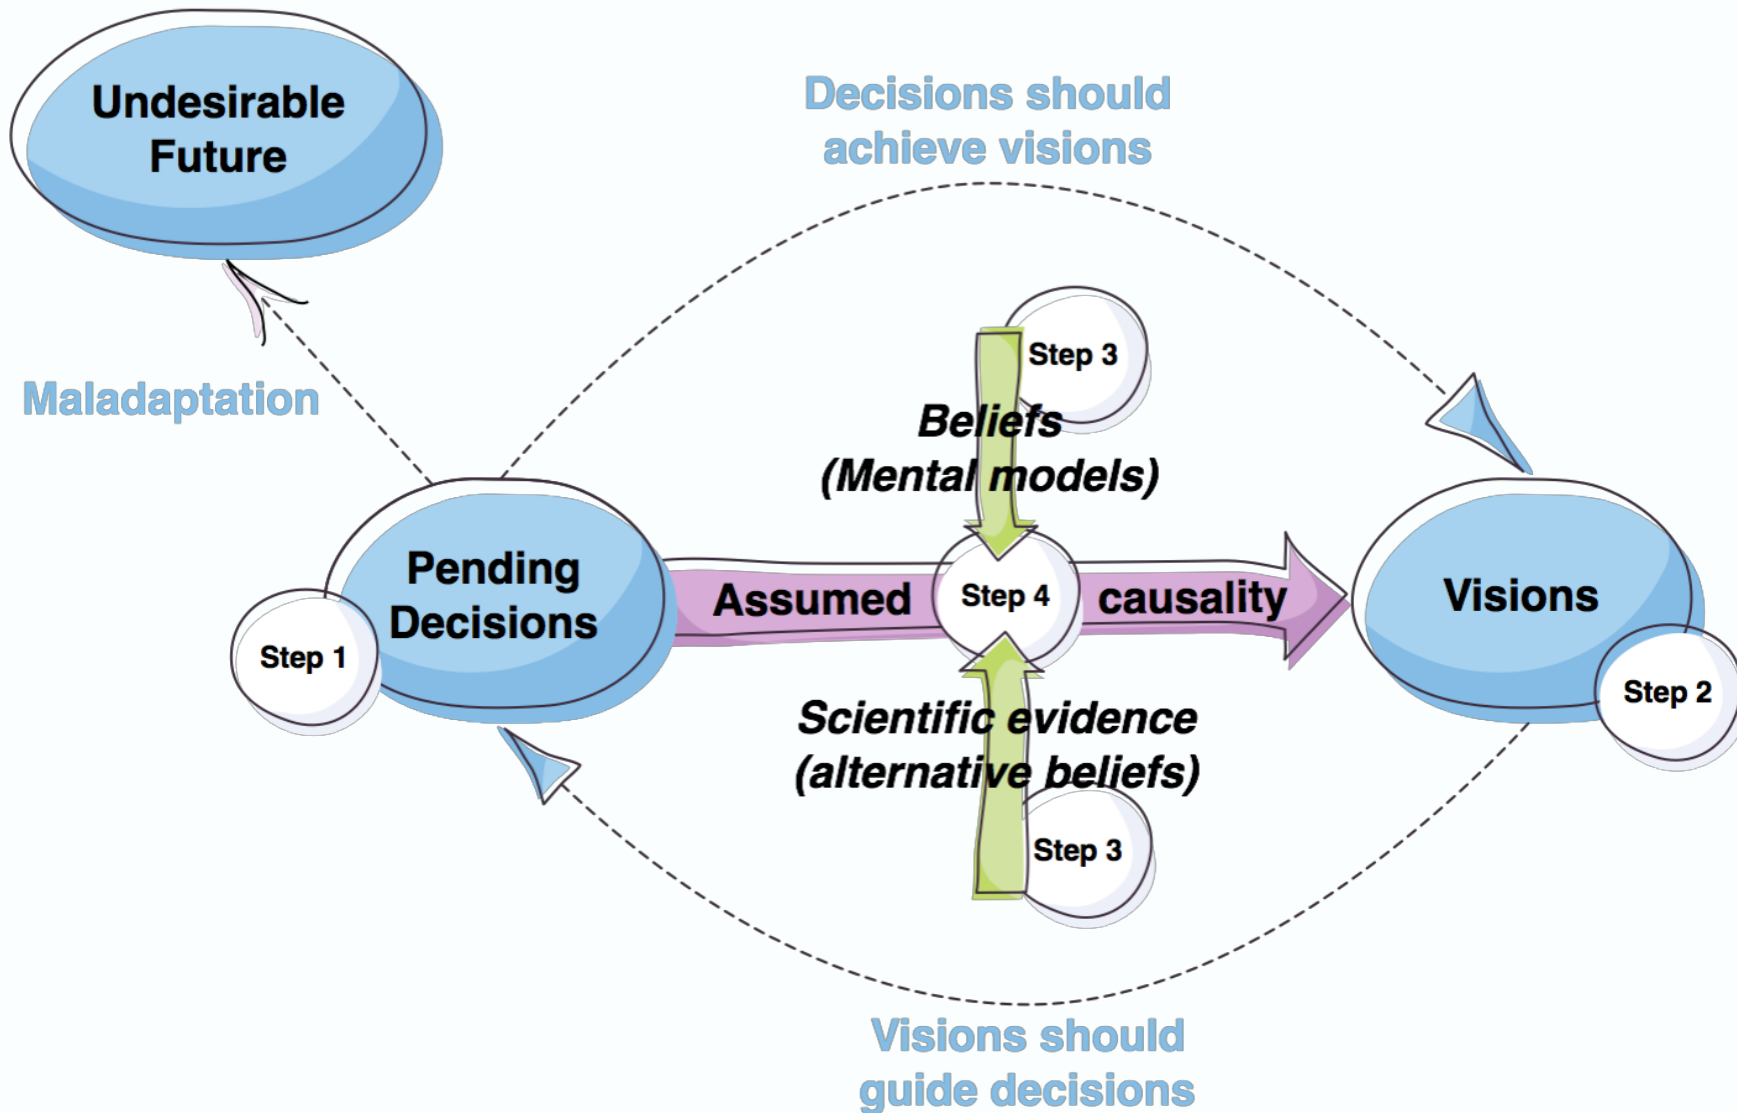 Undesirable
Future
Decisions should
achieve visions
Maladaptation
Step 3
Beliefs
(Mental models)
Pending
Decisions
Step 1
Assumed
Step 4
causality
Visions
Step 2
Scientific evidence
(alternative beliefs)
Step 3
Visions should
guide decisions